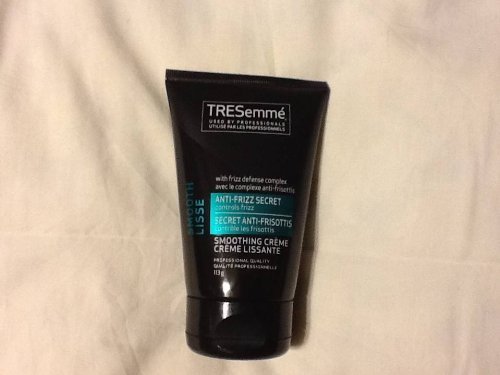 TRESemmé
USED BY PROFESSIONALS
UTILISÉ PAR LES PROFESSIONNELS
with frizz defense complex
avec le complexe anti-frisottis
SMOOTH
LISSE
ANTI-FRIZZ SECRET
controls frizz
SECRET ANTI-FRISOTTIS
contrôle les frisottis
SMOOTHING CRÈME
CRÈME LISSANTE
PROFESSIONAL QUALITY
QUALITÉ PROFESSIONNELLE
113g